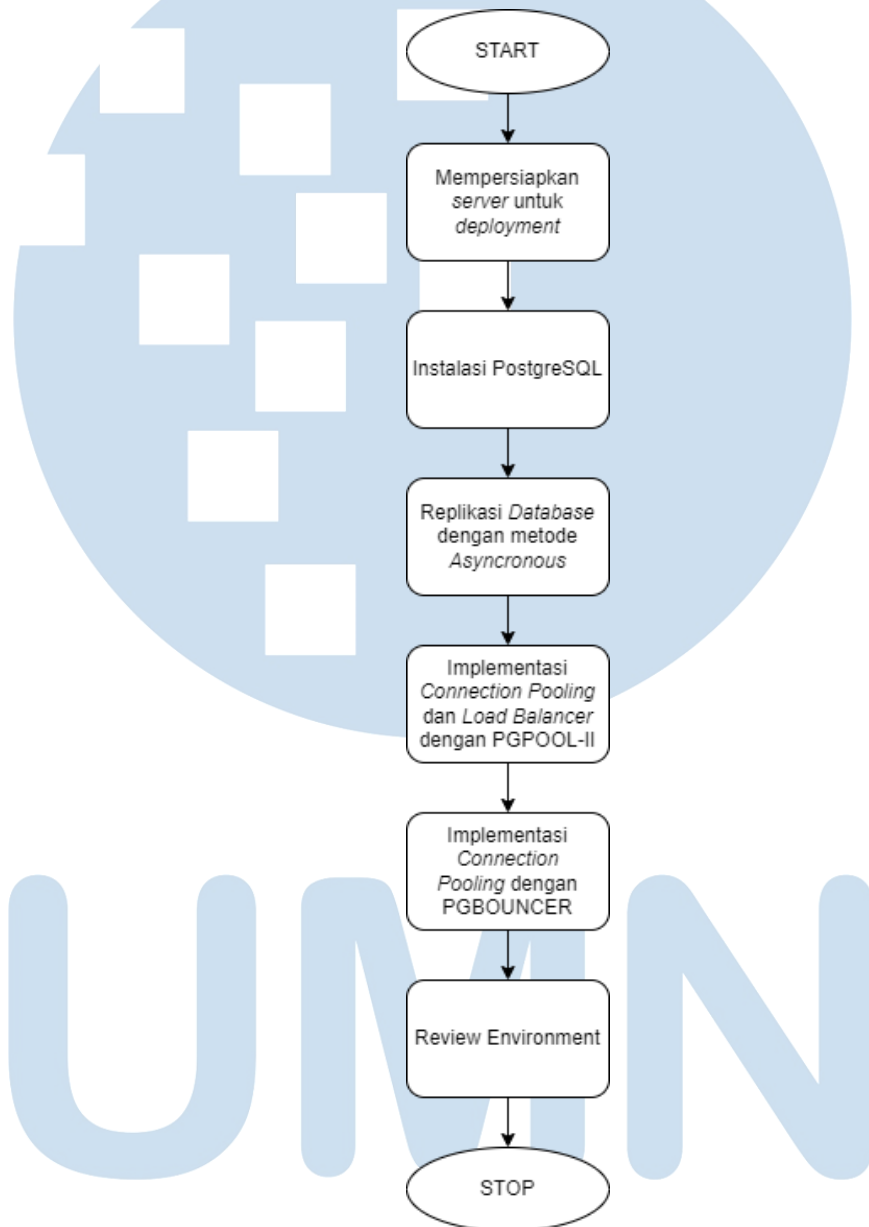 START
Mempersiapkan
server untuk
deployment
Instalasi PostgreSQL
Replikasi Database
dengan metode
Asyncronous
Implementasi
Connection Pooling
dan Load Balancer
dengan PGPOOL-II
Implementasi
Connection
Pooling dengan
PGBOUNCER
Review Environment
STOP
UMN